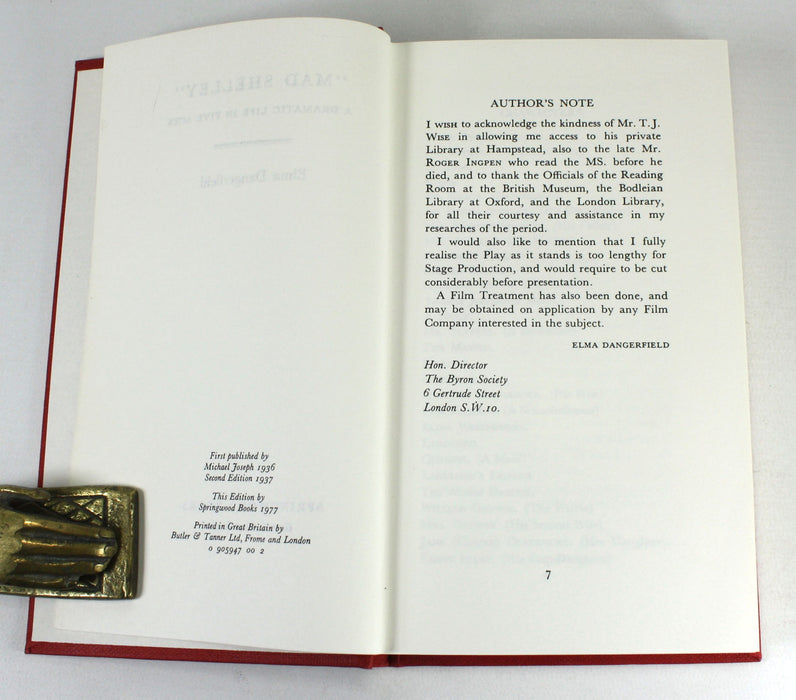 First published by
Michael Joseph 1936
Second Edition 1937
This Edition by
Springwood Books 1977
Printed in Great Britain by
Butler & Tanner Ltd, Frome and London
0 905947 00 2
AUTHOR'S NOTE
I WISH to acknowledge the kindness of Mr. T. J.
WISE in allowing me access to his private
Library at Hampstead, also to the late Mr.
ROGER INGPEN who read the MS. before he
died, and to thank the Officials of the Reading
Room at the British Museum, the Bodleian
Library at Oxford, and the London Library,
for all their courtesy and assistance in my
researches of the period.
I would also like to mention that I fully
realise the Play as it stands is too lengthy for
Stage Production, and would require to be cut
considerably before presentation.
A Film Treatment has also been done, and
may be obtained on application by any Film
Company interested in the subject.
ELMA DANGERFIELD
Hon. Director
The Byron Society
6 Gertrude Street
London S.W.10.
7